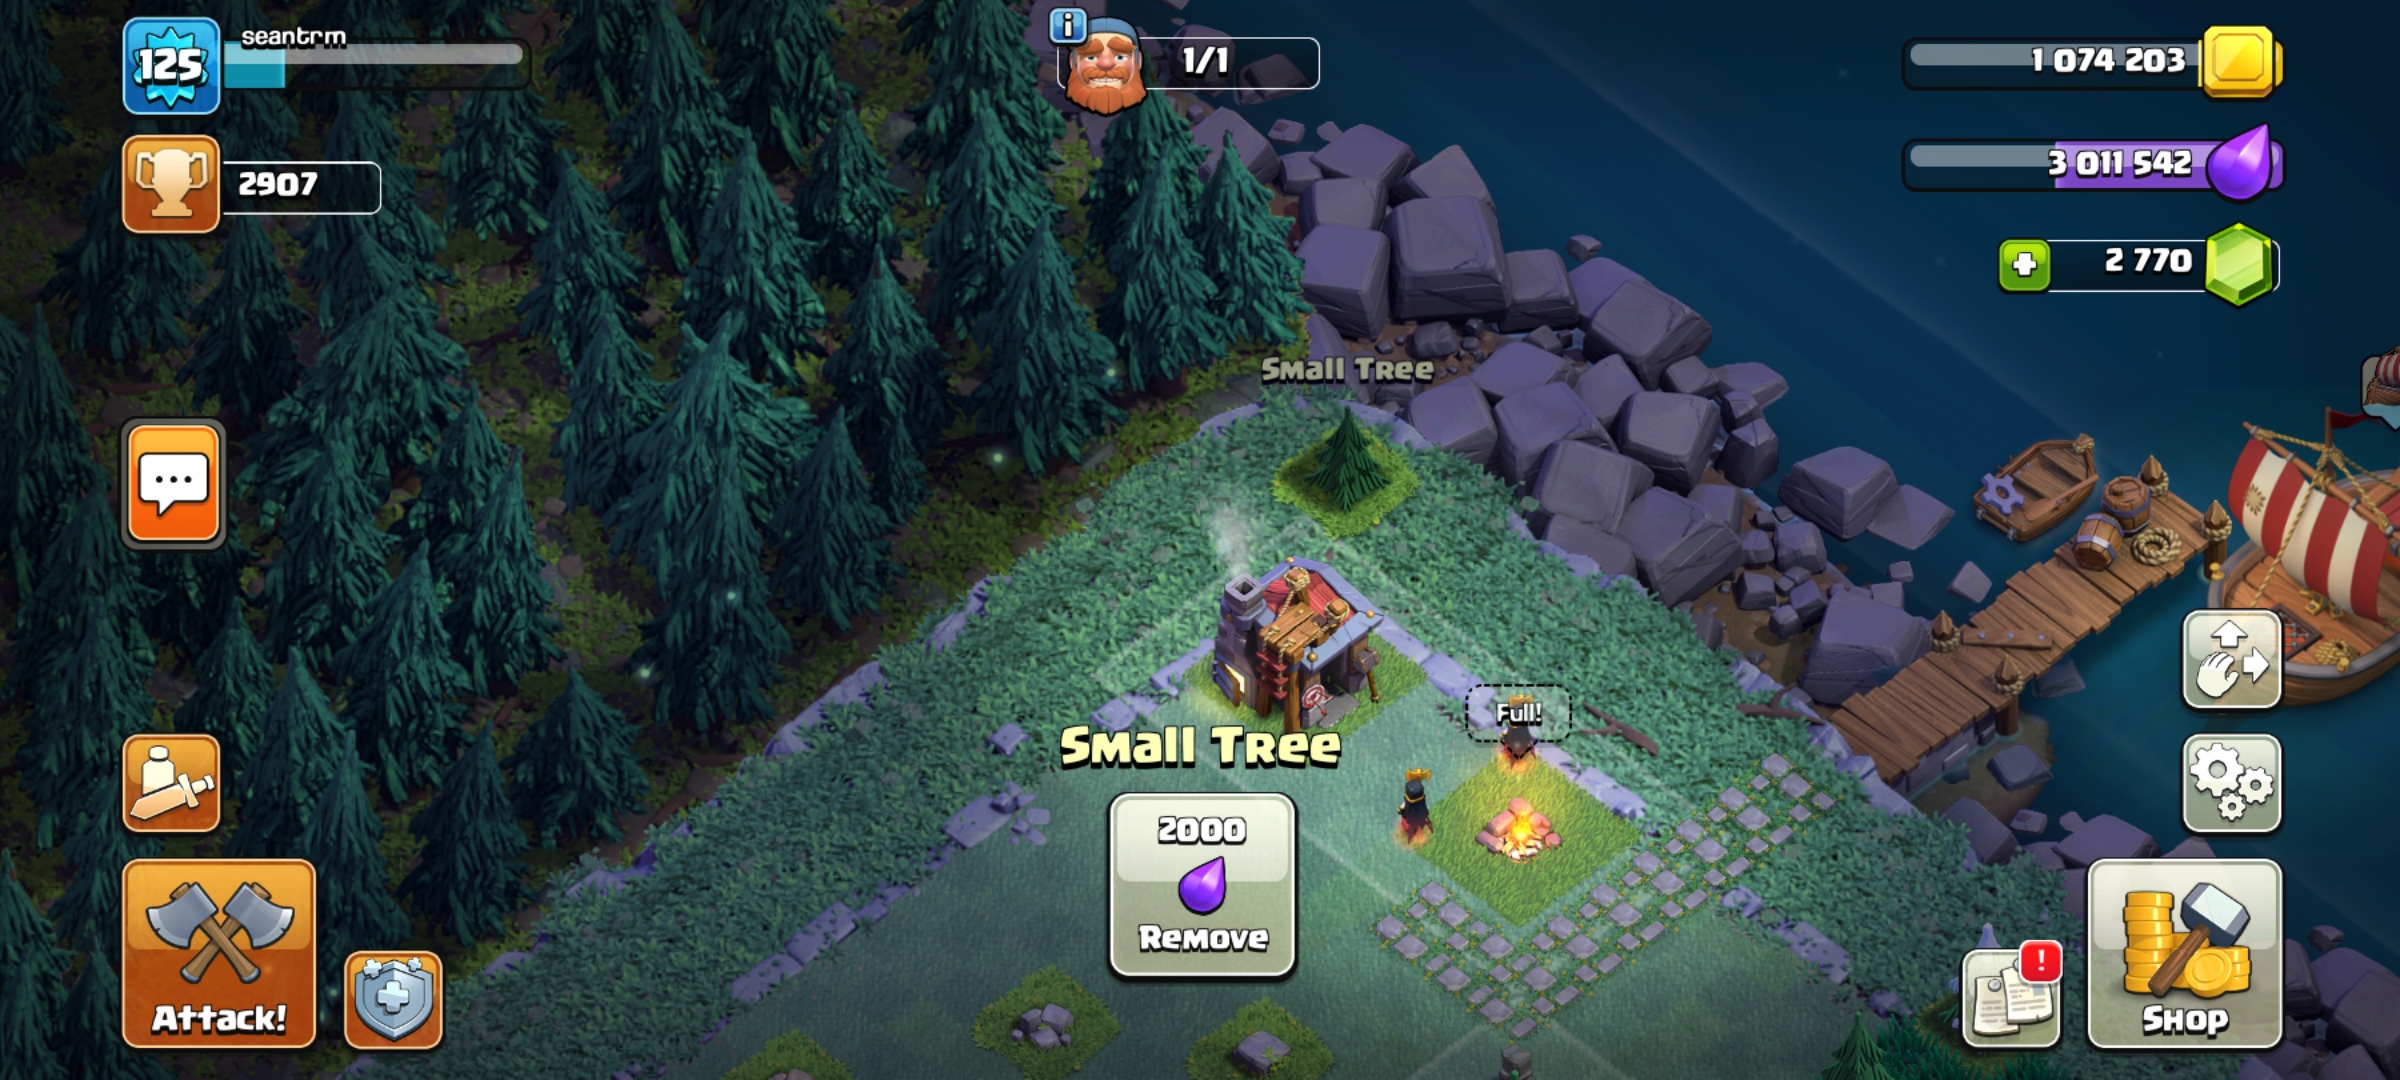 125
seantrm
1/1
1 074 203
2907
3 011 542
2 770
Small Tree
Full!
Small Tree
2000
Remove
Attack!
!
Shop